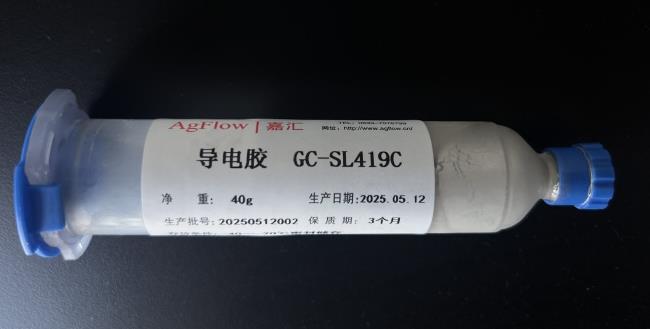 AgFlow | 嘉汇
网址: http://www.agflow.cn/
导电胶 GC-SL419C
净 重: 40g 生产日期:2025.05.12
生产批号: 20250512002 保 质 期: 3个月